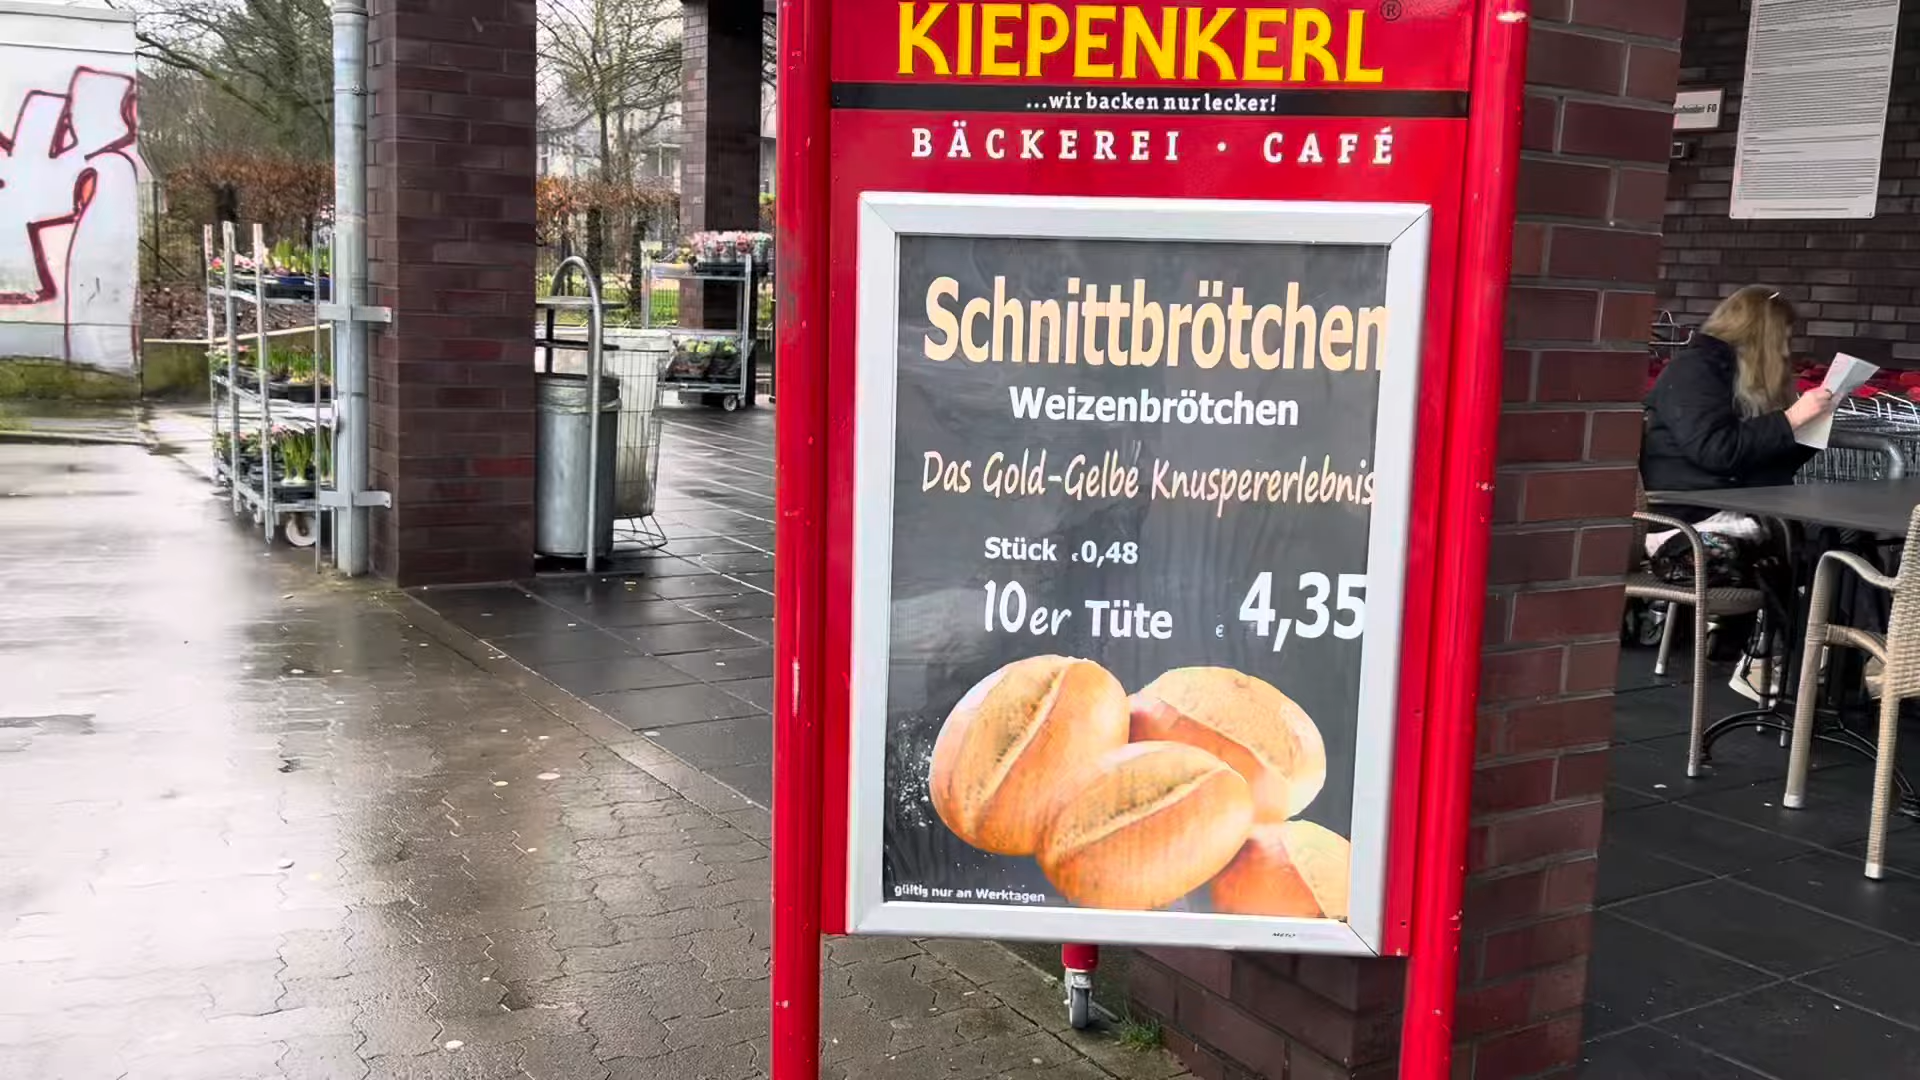 KIEPENKERL®
...wir backen nur lecker!
BÄCKEREI · CAFÉ
Schnittbrötchen
Weizenbrötchen
Das Gold-Gelbe Knuspererlebnis
Stück €0,48
10er Tüte € 4,35
gültig nur an Werktagen